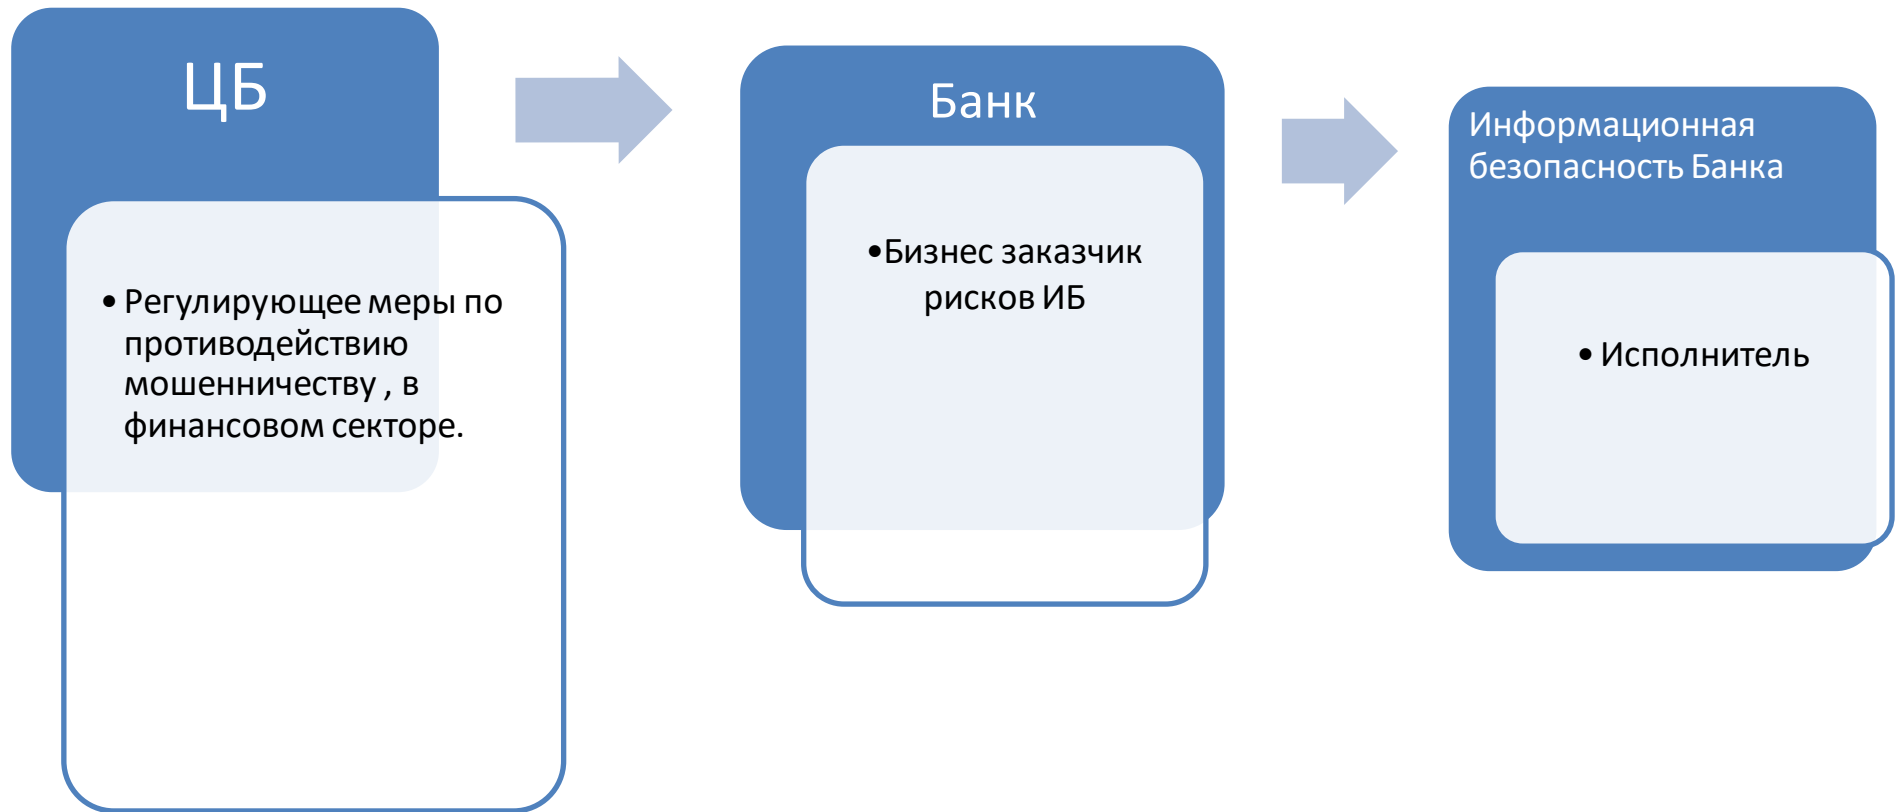 ЦБ
• Регулирующее меры по
противодействию
мошенничеству , в
финансовом секторе.
Банк
•Бизнес заказчик
рисков ИБ
Информационная
безопасность Банка
• Исполнитель